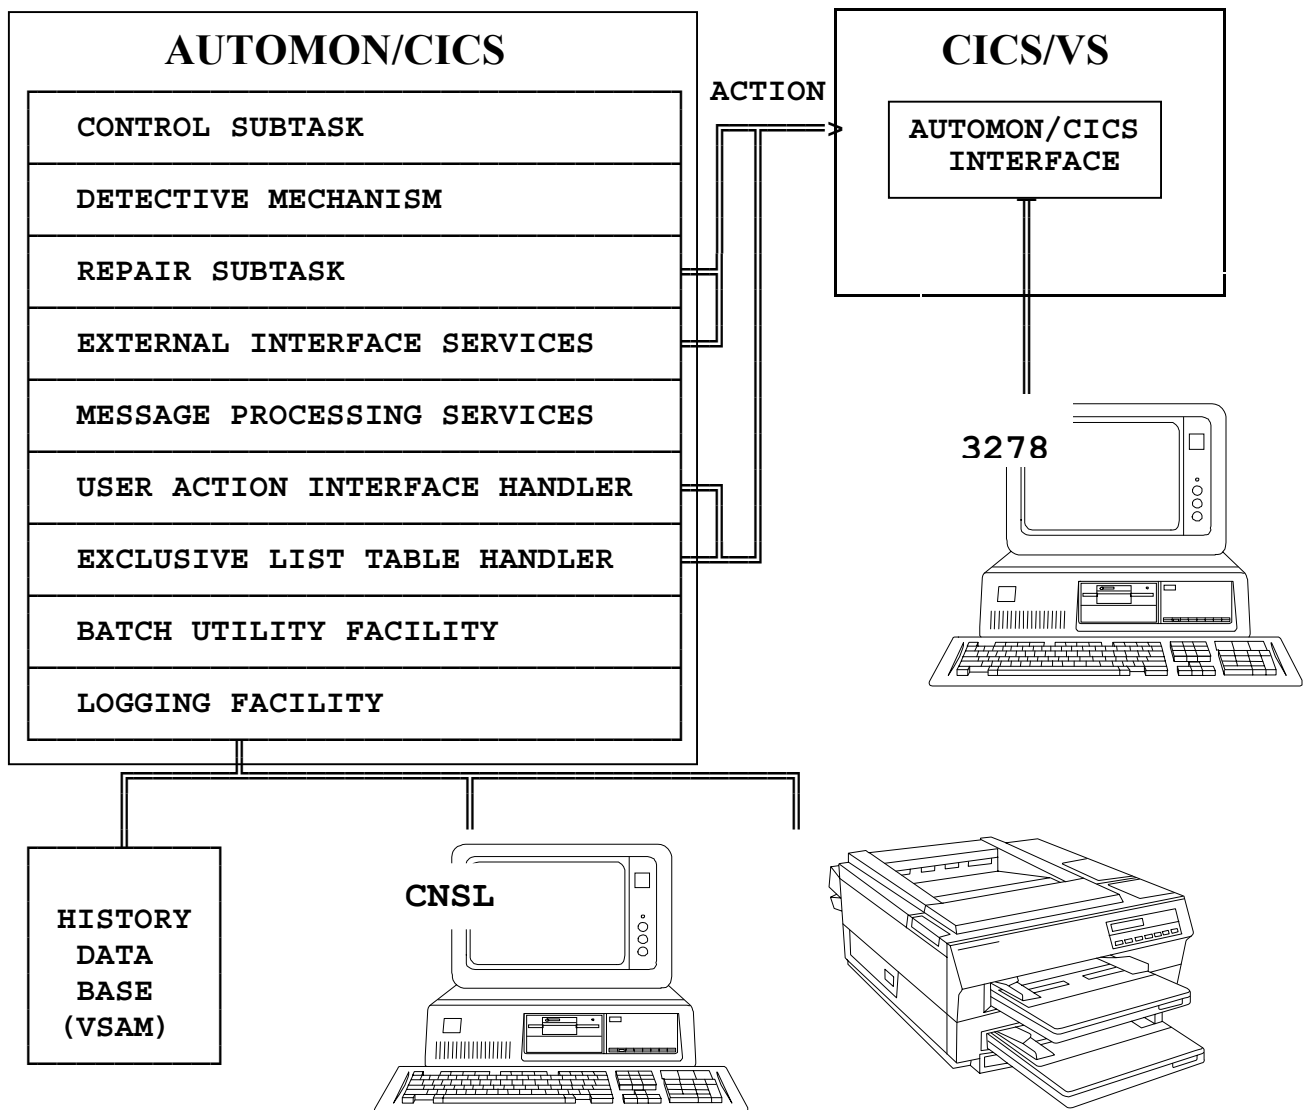 AUTOMON/CICS
CONTROL SUBTASK
DETECTIVE MECHANISM
REPAIR SUBTASK
EXTERNAL INTERFACE SERVICES
MESSAGE PROCESSING SERVICES
USER ACTION INTERFACE HANDLER
EXCLUSIVE LIST TABLE HANDLER
BATCH UTILITY FACILITY
LOGGING FACILITY
ACTION
>
CICS/VS
AUTOMON/CICS
INTERFACE
3278
HISTORY
DATA
BASE
(VSAM)
CNSL